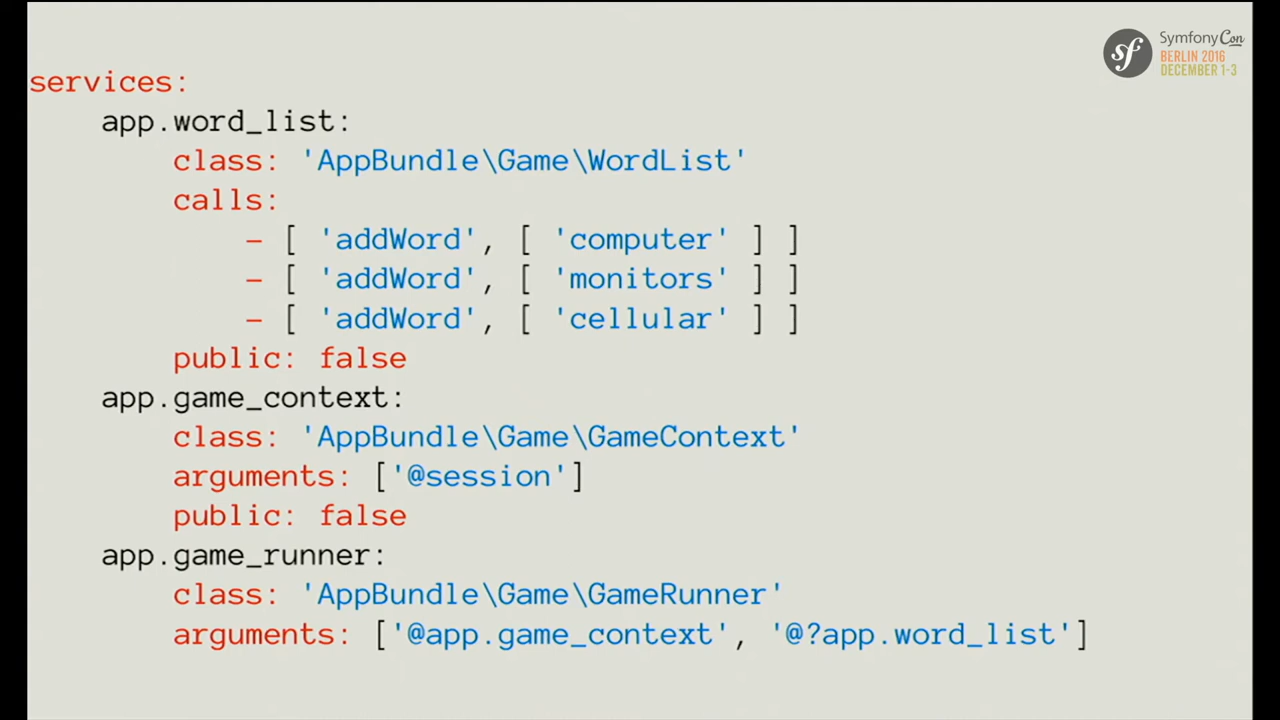 SymfonyCon
BERLIN 2016
DECEMBER 1-3
services:
    app.word_list:
        class: 'AppBundle\Game\WordList'
        calls:
            - [ 'addWord', [ 'computer' ] ]
            - [ 'addWord', [ 'monitors' ] ]
            - [ 'addWord', [ 'cellular' ] ]
        public: false
    app.game_context:
        class: 'AppBundle\Game\GameContext'
        arguments: ['@session']
        public: false
    app.game_runner:
        class: 'AppBundle\Game\GameRunner'
        arguments: ['@app.game_context', '@?app.word_list']